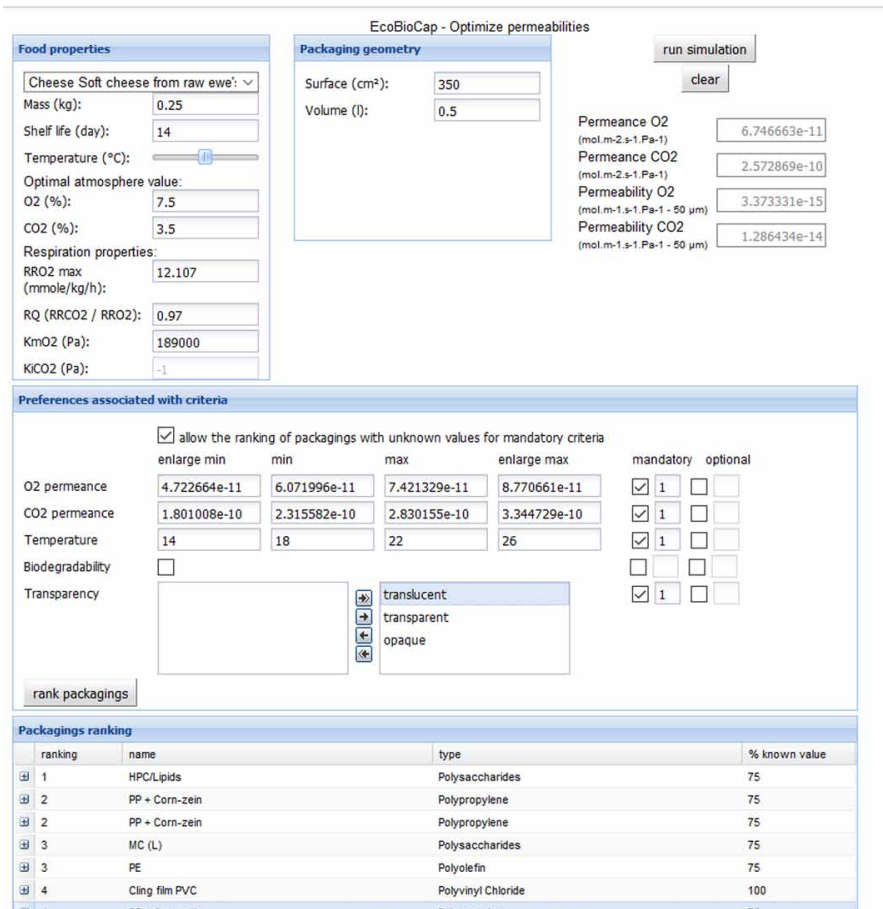 EcoBioCap - Optimize permeabilities
Food properties
Cheese Soft cheese from raw ewe's
Mass (kg): 0.25
Shelf life (day): 14
Temperature (°C):
Optimal atmosphere value:
O2 (%): 7.5
CO2 (%): 3.5
Respiration properties:
RRO2 max 12.107
(mmole/kg/h):
RQ (RRCO2 / RRO2): 0.97
KmO2 (Pa): 189000
KiCO2 (Pa): -1
Packaging geometry
Surface (cm²): 350
Volume (l): 0.5
run simulation
clear
Permeance O2 6.746663e-11
(mol.m-2.s-1.Pa-1)
Permeance CO2 2.572869e-10
(mol.m-2.s-1.Pa-1)
Permeability O2 3.373331e-15
(mol.m-1.s-1.Pa-1 - 50 µm)
Permeability CO2 1.286434e-14
(mol.m-1.s-1.Pa-1 - 50 µm)
Preferences associated with criteria
allow the ranking of packagings with unknown values for mandatory criteria
enlarge min min max enlarge max mandatory optional
O2 permeance 4.722664e-11 6.071996e-11 7.421329e-11 8.770661e-11 1
CO2 permeance 1.801008e-10 2.315582e-10 2.830155e-10 3.344729e-10 1
Temperature 14 18 22 26 1
Biodegradability
Transparency translucent 1
transparent
opaque
rank packagings
Packagings ranking
ranking name type % known value
1 HPC/Lipids Polysaccharides 75
2 PP + Corn-zein Polypropylene 75
2 PP + Corn-zein Polypropylene 75
3 MC (L) Polysaccharides 75
3 PE Polyolefin 75
4 Cling film PVC Polyvinyl Chloride 100